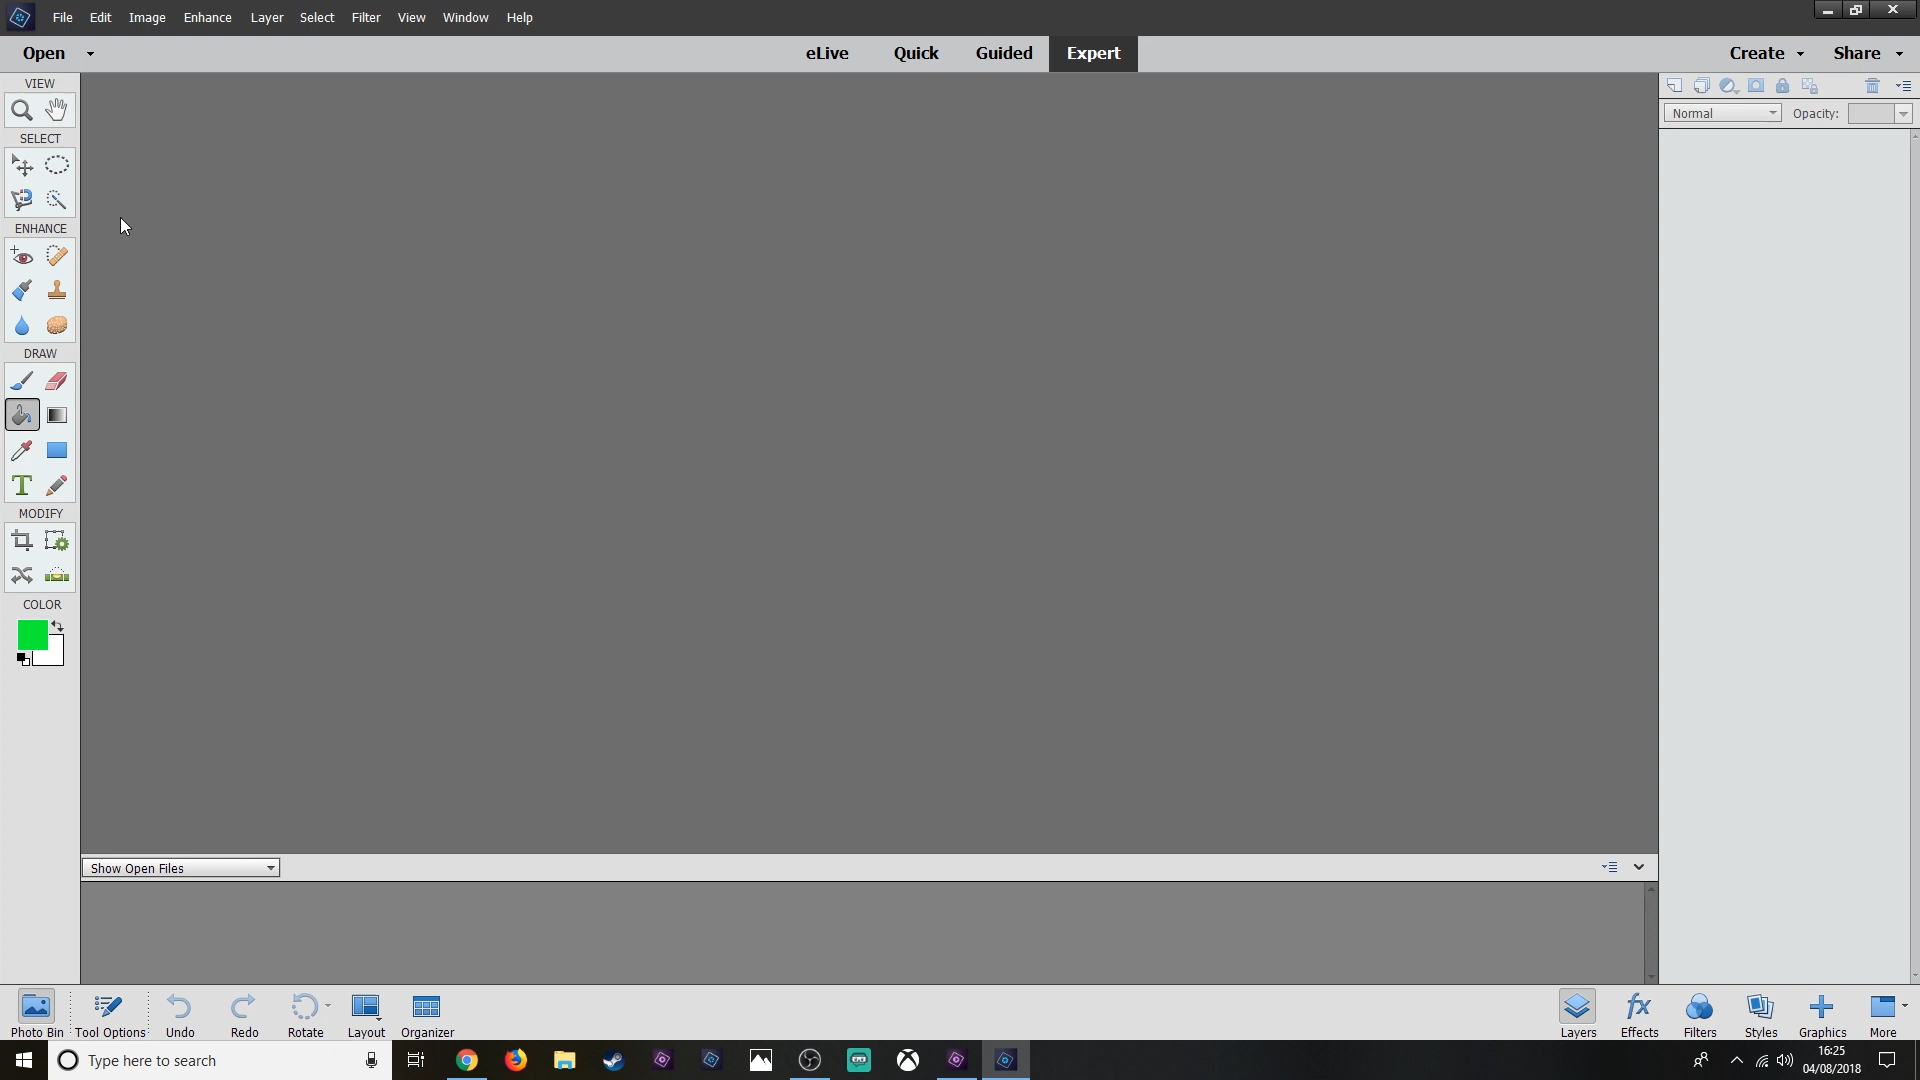 File Edit Image Enhance Layer Select Filter View Window Help
Open eLive Quick Guided Expert Create Share
VIEW
Normal Opacity:
SELECT
ENHANCE
DRAW
T
MODIFY
COLOR
Show Open Files
Photo Bin Tool Options Undo Redo Rotate Layout Organizer fx Layers Effects Filters Styles Graphics More
Type here to search
16:25
04/08/2018